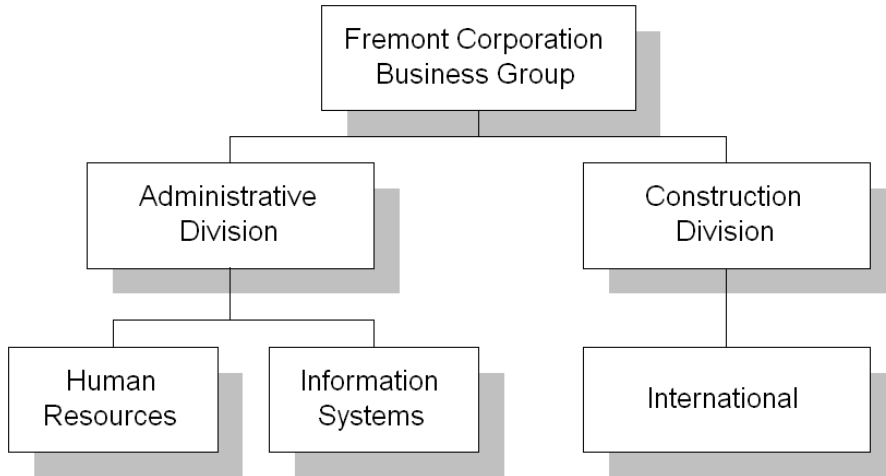 Fremont Corporation
Business Group
Administrative
Division
Construction
Division
Human
Resources
Information
Systems
International